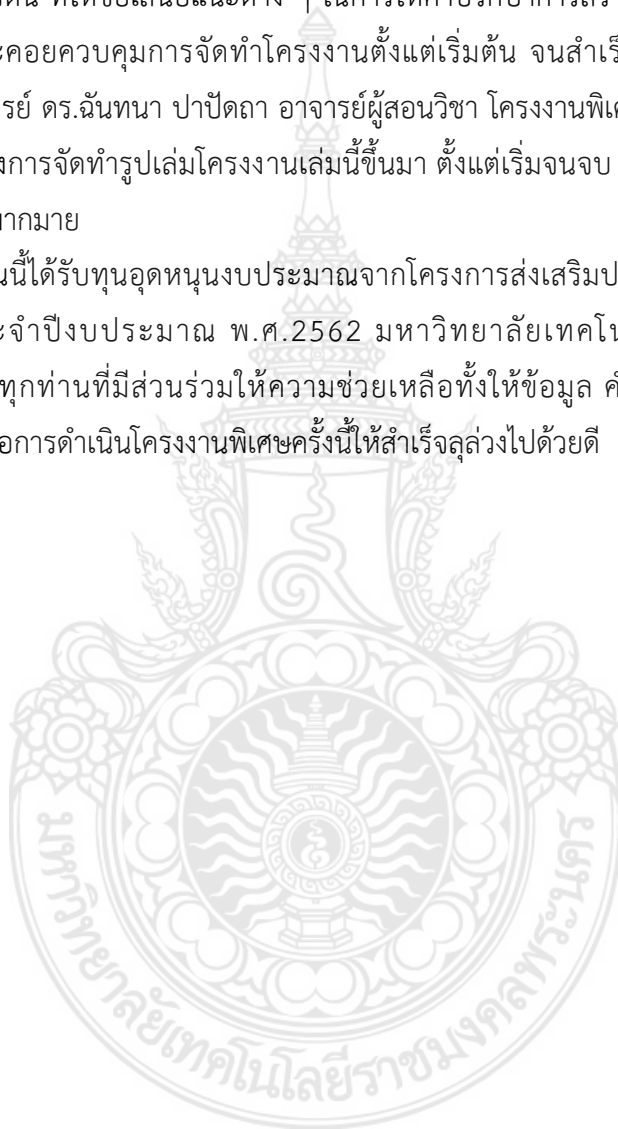 ที่ให้ข้อเสนอแนะต่าง ๆ ในการให้คำปรึกษาการสร้
ะคอยควบคุมการจัดทำโครงงานตั้งแต่เริ่มต้น จนสำเร็
รย์ ดร.ฉันทนา ปาปัดถา อาจารย์ผู้สอนวิชา โครงงานพิเศ
งการจัดทำรูปเล่มโครงงานเล่มนี้ขึ้นมา ตั้งแต่เริ่มจนจบ
มากมาย
นนี้ได้รับทุนอุดหนุนงบประมาณจากโครงการส่งเสริมป
ะจำปีงบประมาณ พ.ศ.2562 มหาวิทยาลัยเทคโน
ทุกท่านที่มีส่วนร่วมให้ความช่วยเหลือทั้งให้ข้อมูล คำ
อการดำเนินโครงงานพิเศษครั้งนี้ให้สำเร็จลุล่วงไปด้วยดี
มหาวิทยาลัยเทคโนโลยีราชมงคลพระนคร